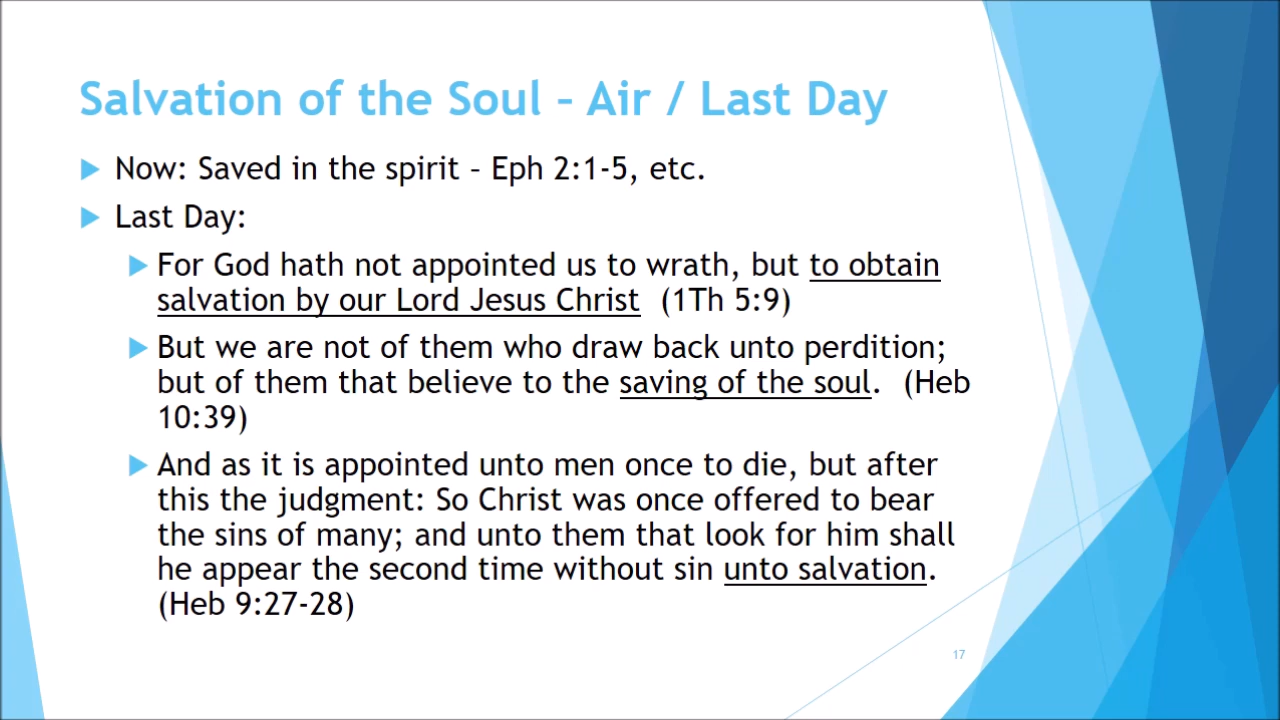 Salvation of the Soul – Air / Last Day
Now: Saved in the spirit – Eph 2:1-5, etc.
Last Day:
For God hath not appointed us to wrath, but to obtain
salvation by our Lord Jesus Christ  (1Th 5:9)
But we are not of them who draw back unto perdition;
but of them that believe to the saving of the soul.  (Heb
10:39)
And as it is appointed unto men once to die, but after
this the judgment: So Christ was once offered to bear
the sins of many; and unto them that look for him shall
he appear the second time without sin unto salvation.
(Heb 9:27-28)
17